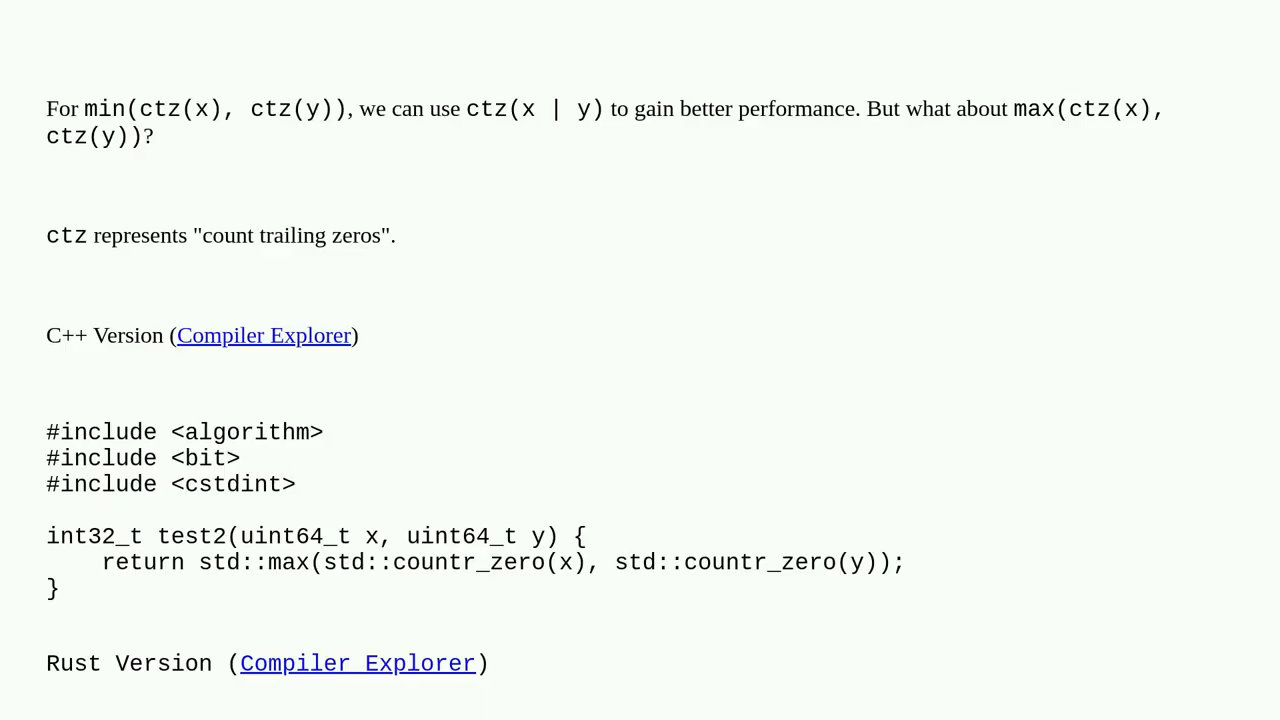 For min(ctz(x), ctz(y)), we can use ctz(x | y) to gain better performance. But what about max(ctz(x),
ctz(y))?
ctz represents "count trailing zeros".
C++ Version (Compiler Explorer)
#include <algorithm>
#include <bit>
#include <cstdint>
int32_t test2(uint64_t x, uint64_t y) {
    return std::max(std::countr_zero(x), std::countr_zero(y));
}
Rust Version (Compiler Explorer)